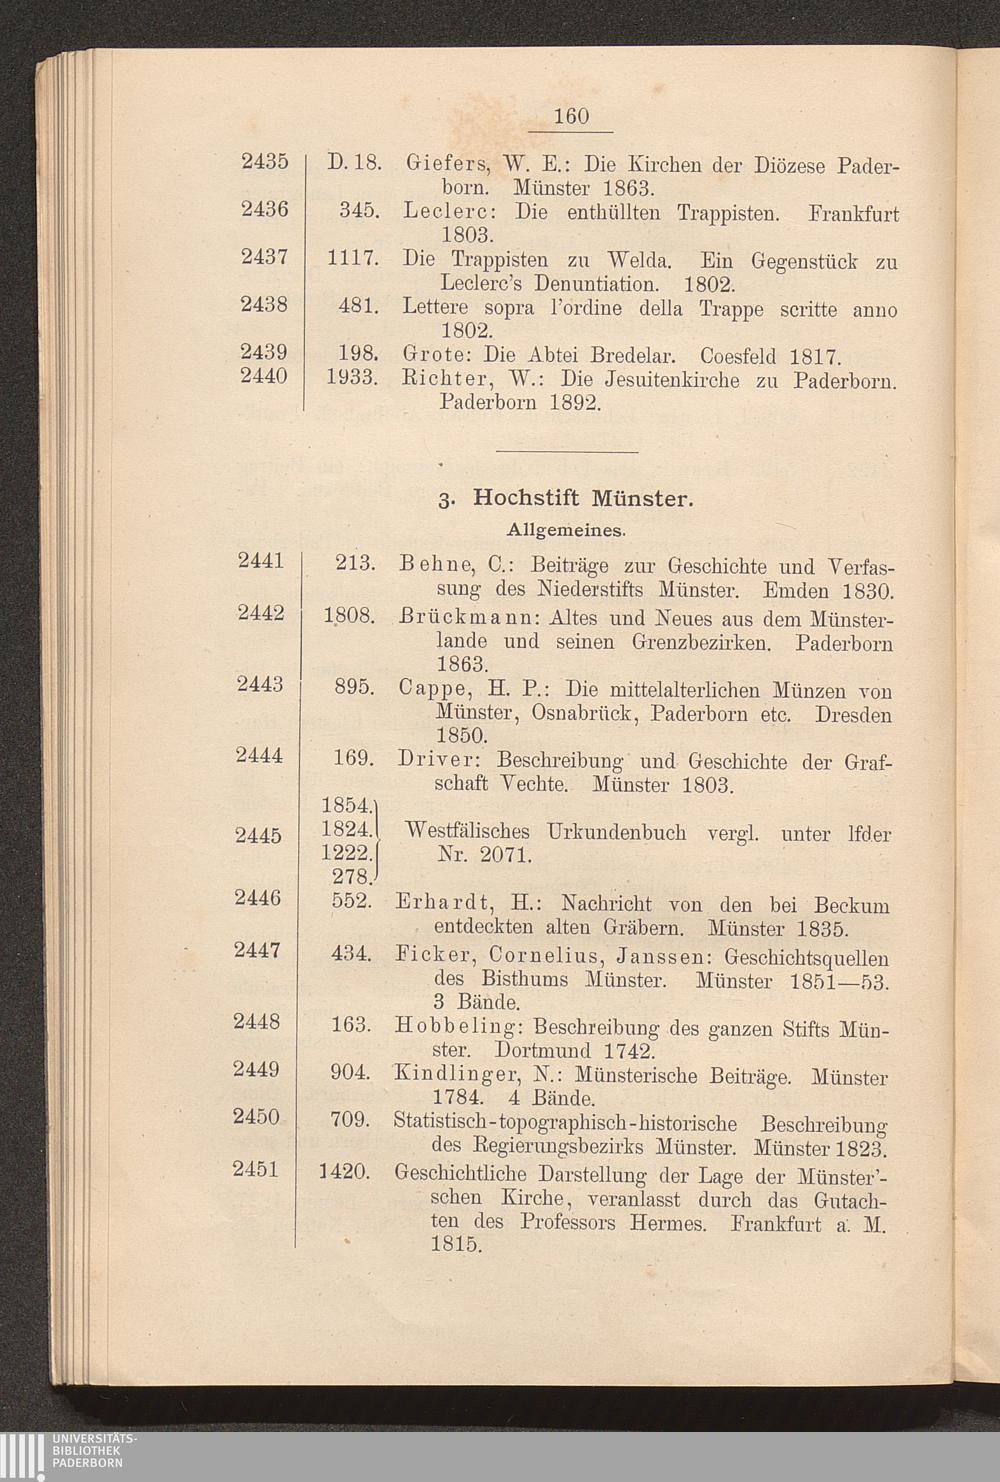 160
2435 D. 18. Giefers, W. E.: Die Kirchen der Diözese Pader-
born. Münster 1863.
2436 345. Leclerc: Die enthüllten Trappisten. Frankfurt
1803.
2437 1117. Die Trappisten zu Welda. Ein Gegenstück zu
Leclerc's Denuntiation. 1802.
2438 481. Lettere sopra l'ordine della Trappe scritte anno
1802.
2439 198. Grote: Die Abtei Bredelar. Coesfeld 1817.
2440 1933. Richter, W.: Die Jesuitenkirche zu Paderborn.
Paderborn 1892.
3. Hochstift Münster.
Allgemeines.
2441 213. Behne, C.: Beiträge zur Geschichte und Verfas-
sung des Niederstifts Münster. Emden 1830.
2442 1808. Brückmann: Altes und Neues aus dem Münster-
lande und seinen Grenzbezirken. Paderborn
1863.
2443 895. Cappe, H. P.: Die mittelalterlichen Münzen von
Münster, Osnabrück, Paderborn etc. Dresden
1850.
2444 169. Driver: Beschreibung und Geschichte der Graf-
schaft Vechte. Münster 1803.
1854.
2445 1824. Westfälisches Urkundenbuch vergl. unter lfder
1222. Nr. 2071.
278.
2446 552. Erhardt, H.: Nachricht von den bei Beckum
entdeckten alten Gräbern. Münster 1835.
2447 434. Ficker, Cornelius, Janssen: Geschichtsquellen
des Bisthums Münster. Münster 1851—53.
3 Bände.
2448 163. Hobbeling: Beschreibung des ganzen Stifts Mün-
ster. Dortmund 1742.
2449 904. Kindlinger, N.: Münsterische Beiträge. Münster
1784. 4 Bände.
2450 709. Statistisch-topographisch-historische Beschreibung
des Regierungsbezirks Münster. Münster 1823.
2451 1420. Geschichtliche Darstellung der Lage der Münster'-
schen Kirche, veranlasst durch das Gutach-
ten des Professors Hermes. Frankfurt a. M.
1815.
UNIVERSITÄTS-
BIBLIOTHEK
PADERBORN